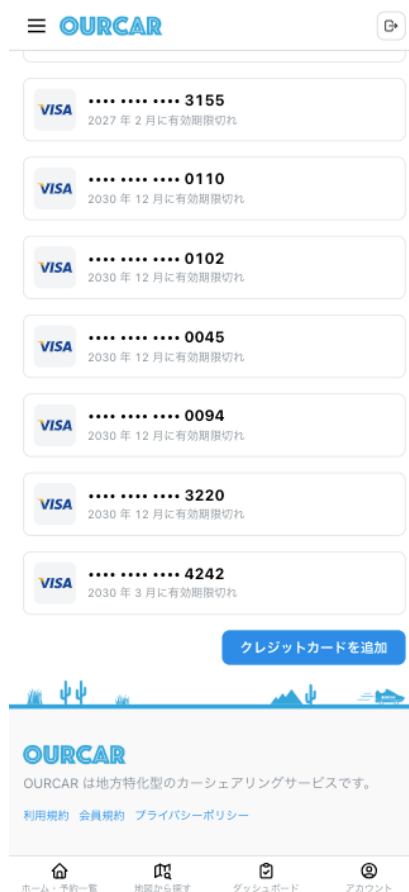 OURCAR
VISA
•••• •••• •••• 3155
2027 年 2 月に有効期限切れ
VISA
•••• •••• •••• 0110
2030 年 12 月に有効期限切れ
VISA
•••• •••• •••• 0102
2030 年 12 月に有効期限切れ
VISA
•••• •••• •••• 0045
2030 年 12 月に有効期限切れ
VISA
•••• •••• •••• 0094
2030 年 12 月に有効期限切れ
VISA
•••• •••• •••• 3220
2030 年 12 月に有効期限切れ
VISA
•••• •••• •••• 4242
2030 年 3 月に有効期限切れ
クレジットカードを追加
OURCAR
OURCAR は地方特化型のカーシェアリングサービスです。
利用規約 会員規約 プライバシーポリシー
ホーム・予約一覧 地図から探す ダッシュボード アカウント